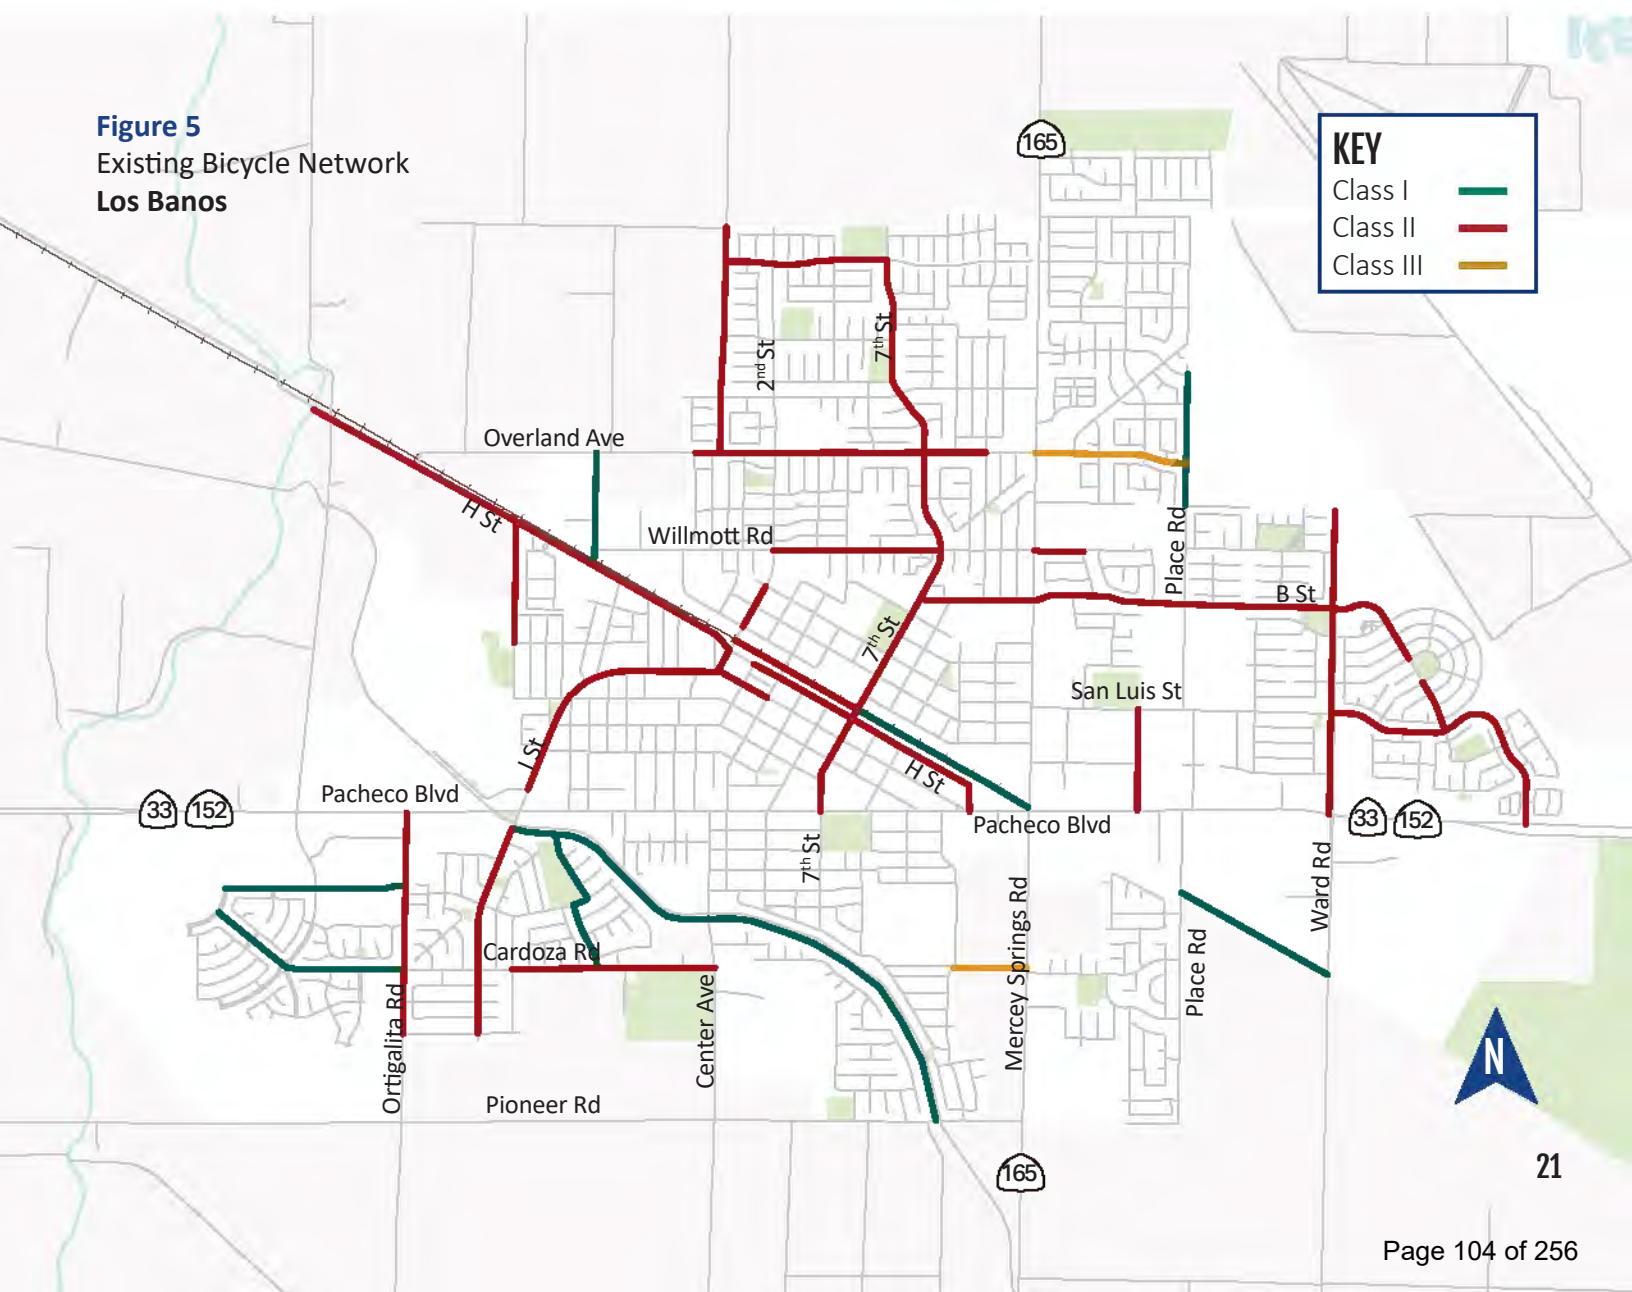 Figure 5
Existing Bicycle Network
Los Banos
165
KEY
Class I
Class II
Class III
2nd St
7th St
Overland Ave
H St
Willmott Rd
Place Rd
B St
7th St
San Luis St
I St
H St
Pacheco Blvd
33
152
Pacheco Blvd
33
152
7th St
Ward Rd
Mercey Springs Rd
Place Rd
Cardoza Rd
Ortigalita Rd
Center Ave
Pioneer Rd
N
165
21
Page 104 of 256